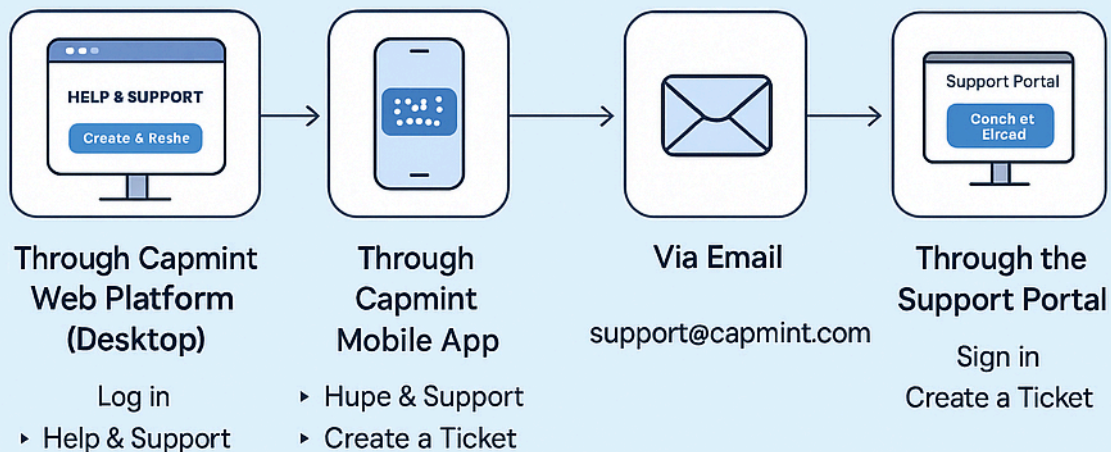 HELP & SUPPORT
Create & Reshe
Support Portal
Conch et
Elrcad
Through Capmint
Web Platform
(Desktop)
Log in
‣ Help & Support
Through
Capmint
Mobile App
‣ Hupe & Support
‣ Create a Ticket
Via Email
support@capmint.com
Through the
Support Portal
Sign in
Create a Ticket